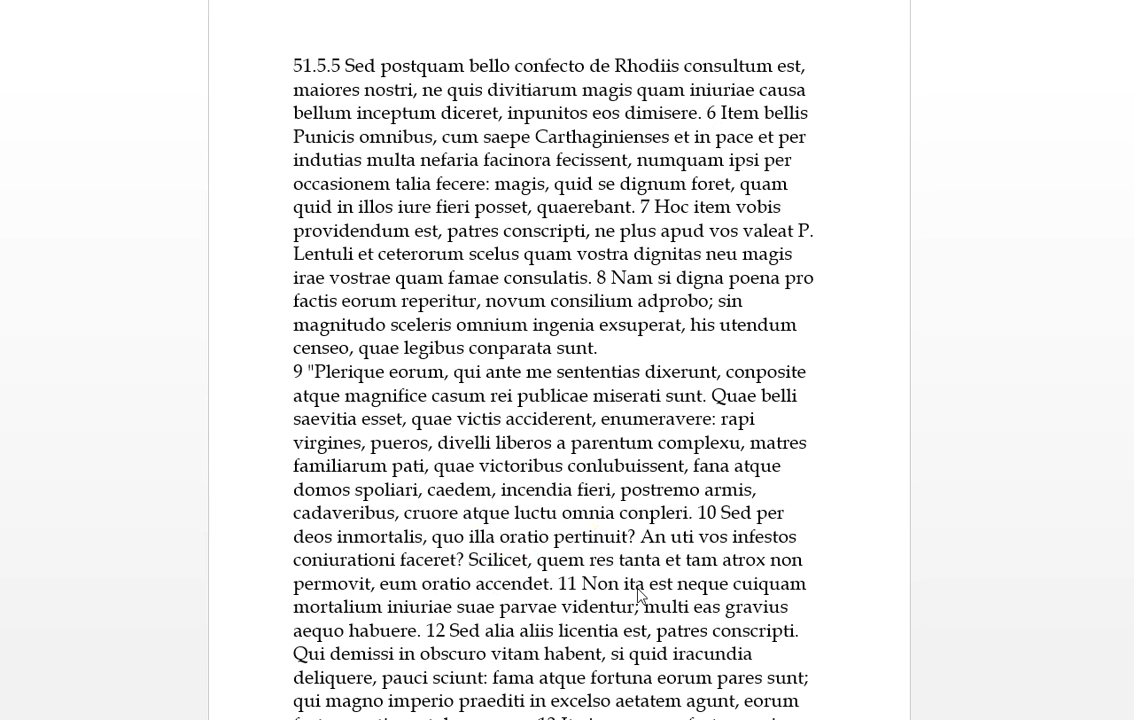 51.5.5 Sed postquam bello confecto de Rhodiis consultum est,
maiores nostri, ne quis divitiarum magis quam iniuriae causa
bellum inceptum diceret, inpunitos eos dimisere. 6 Item bellis
Punicis omnibus, cum saepe Carthaginienses et in pace et per
indutias multa nefaria facinora fecissent, numquam ipsi per
occasionem talia fecere: magis, quid se dignum foret, quam
quid in illos iure fieri posset, quaerebant. 7 Hoc item vobis
providendum est, patres conscripti, ne plus apud vos valeat P.
Lentuli et ceterorum scelus quam vostra dignitas neu magis
irae vostrae quam famae consulatis. 8 Nam si digna poena pro
factis eorum reperitur, novum consilium adprobo; sin
magnitudo sceleris omnium ingenia exsuperat, his utendum
censeo, quae legibus conparata sunt.
9 "Plerique eorum, qui ante me sententias dixerunt, conposite
atque magnifice casum rei publicae miserati sunt. Quae belli
saevitia esset, quae victis acciderent, enumeravere: rapi
virgines, pueros, divelli liberos a parentum complexu, matres
familiarum pati, quae victoribus conlubuissent, fana atque
domos spoliari, caedem, incendia fieri, postremo armis,
cadaveribus, cruore atque luctu omnia conpleri. 10 Sed per
deos inmortalis, quo illa oratio pertinuit? An uti vos infestos
coniurationi faceret? Scilicet, quem res tanta et tam atrox non
permovit, eum oratio accendet. 11 Non ita est neque cuiquam
mortalium iniuriae suae parvae videntur; multi eas gravius
aequo habuere. 12 Sed alia aliis licentia est, patres conscripti.
Qui demissi in obscuro vitam habent, si quid iracundia
deliquere, pauci sciunt: fama atque fortuna eorum pares sunt;
qui magno imperio praediti in excelso aetatem agunt, eorum